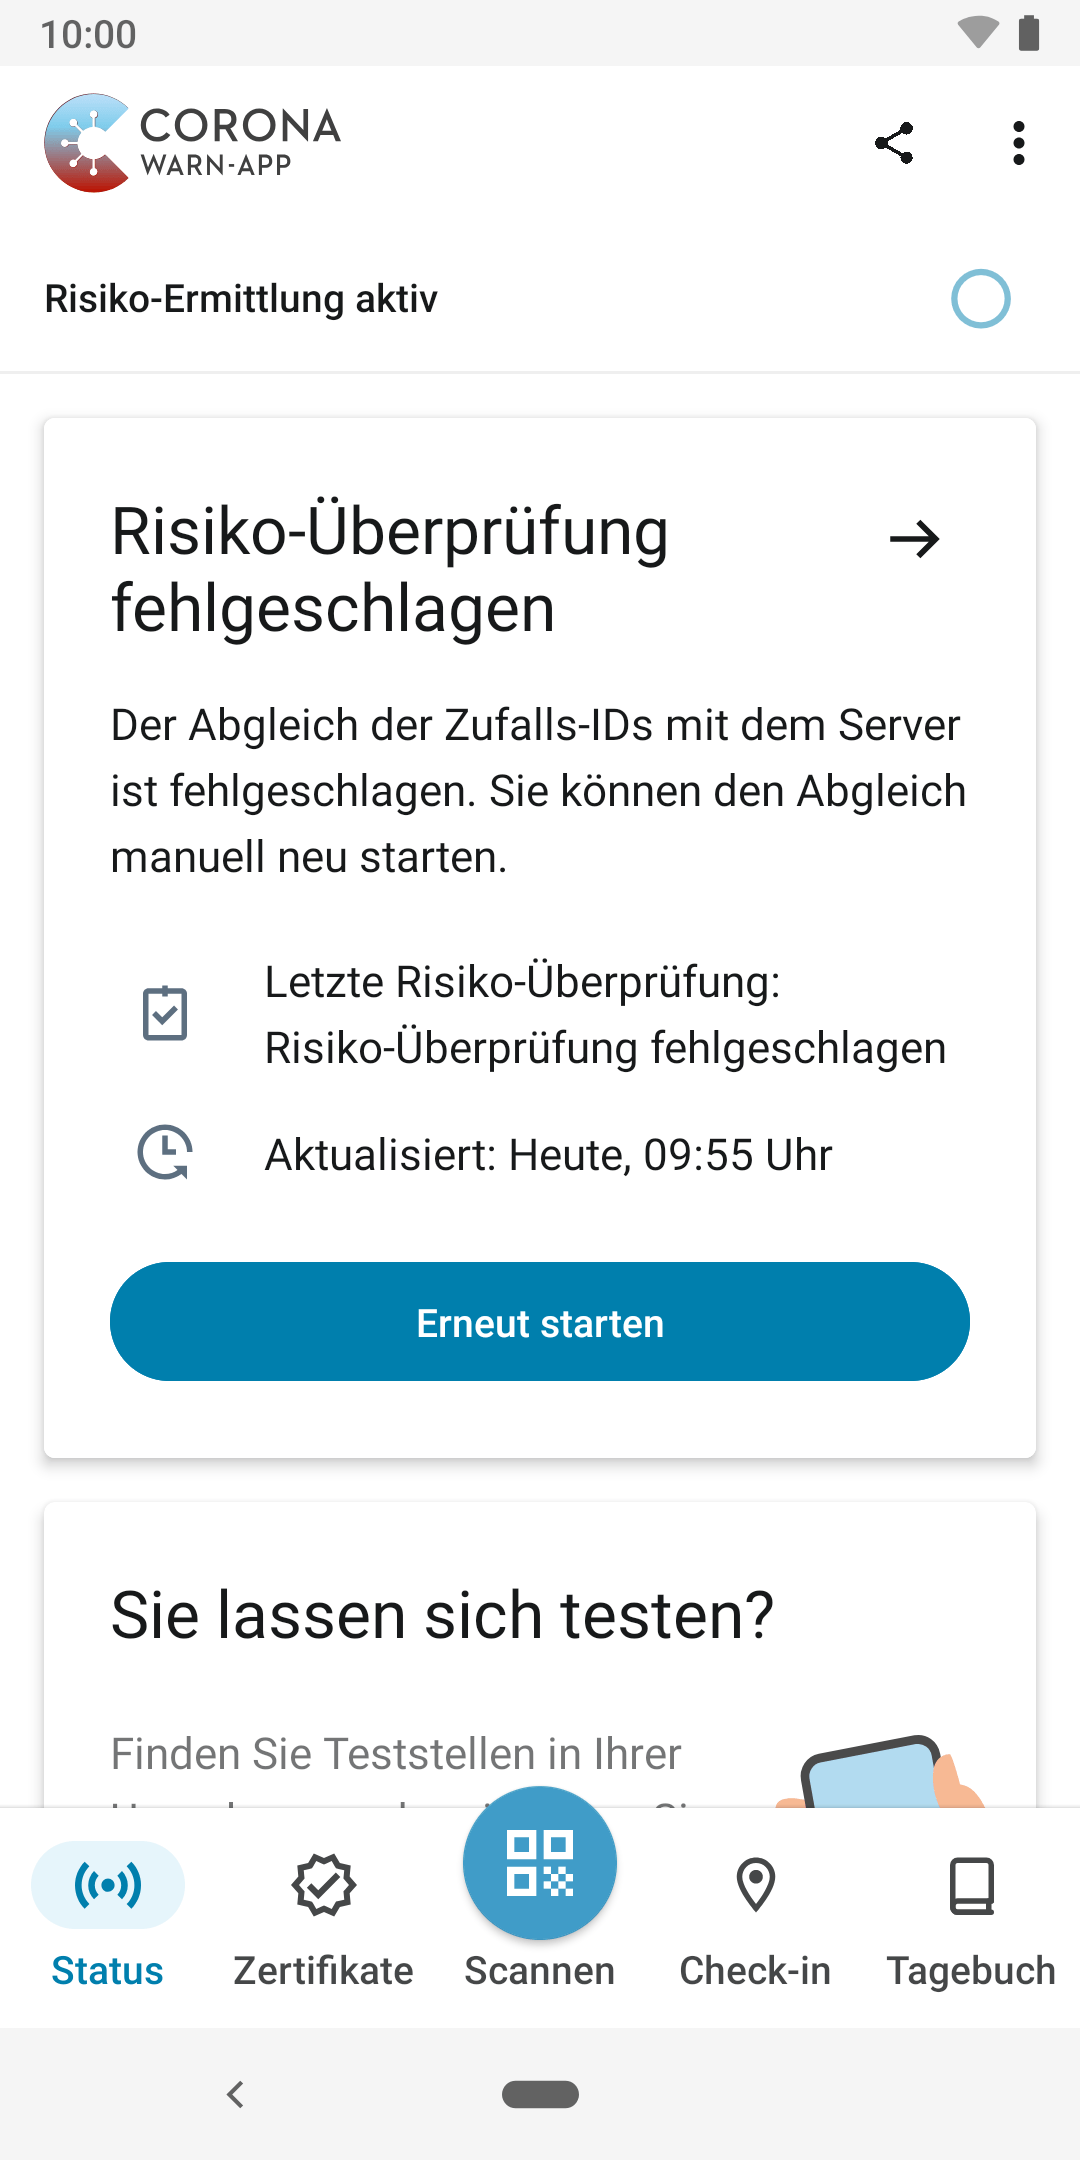 10:00
CORONA
WARN-APP
Risiko-Ermittlung aktiv
Risiko-Überprüfung
fehlgeschlagen
Der Abgleich der Zufalls-IDs mit dem Server
ist fehlgeschlagen. Sie können den Abgleich
manuell neu starten.
Letzte Risiko-Überprüfung:
Risiko-Überprüfung fehlgeschlagen
Aktualisiert: Heute, 09:55 Uhr
Erneut starten
Sie lassen sich testen?
Finden Sie Teststellen in Ihrer
Status
Zertifikate
Scannen
Check-in
Tagebuch